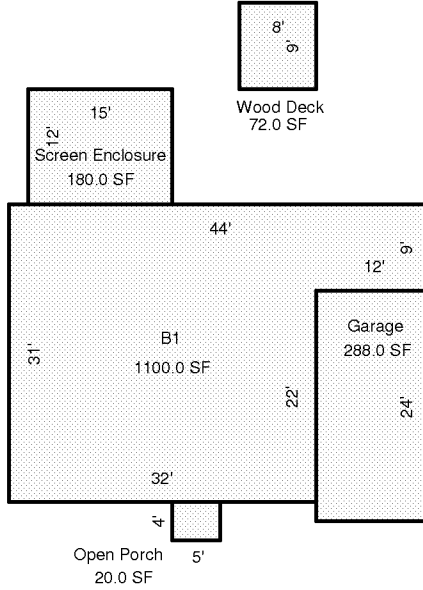 8'
9'
Wood Deck
72.0 SF
15'
12'
Screen Enclosure
180.0 SF
44'
9'
12'
Garage
288.0 SF
B1
1100.0 SF
31'
22'
24'
32'
4'
5'
Open Porch
20.0 SF